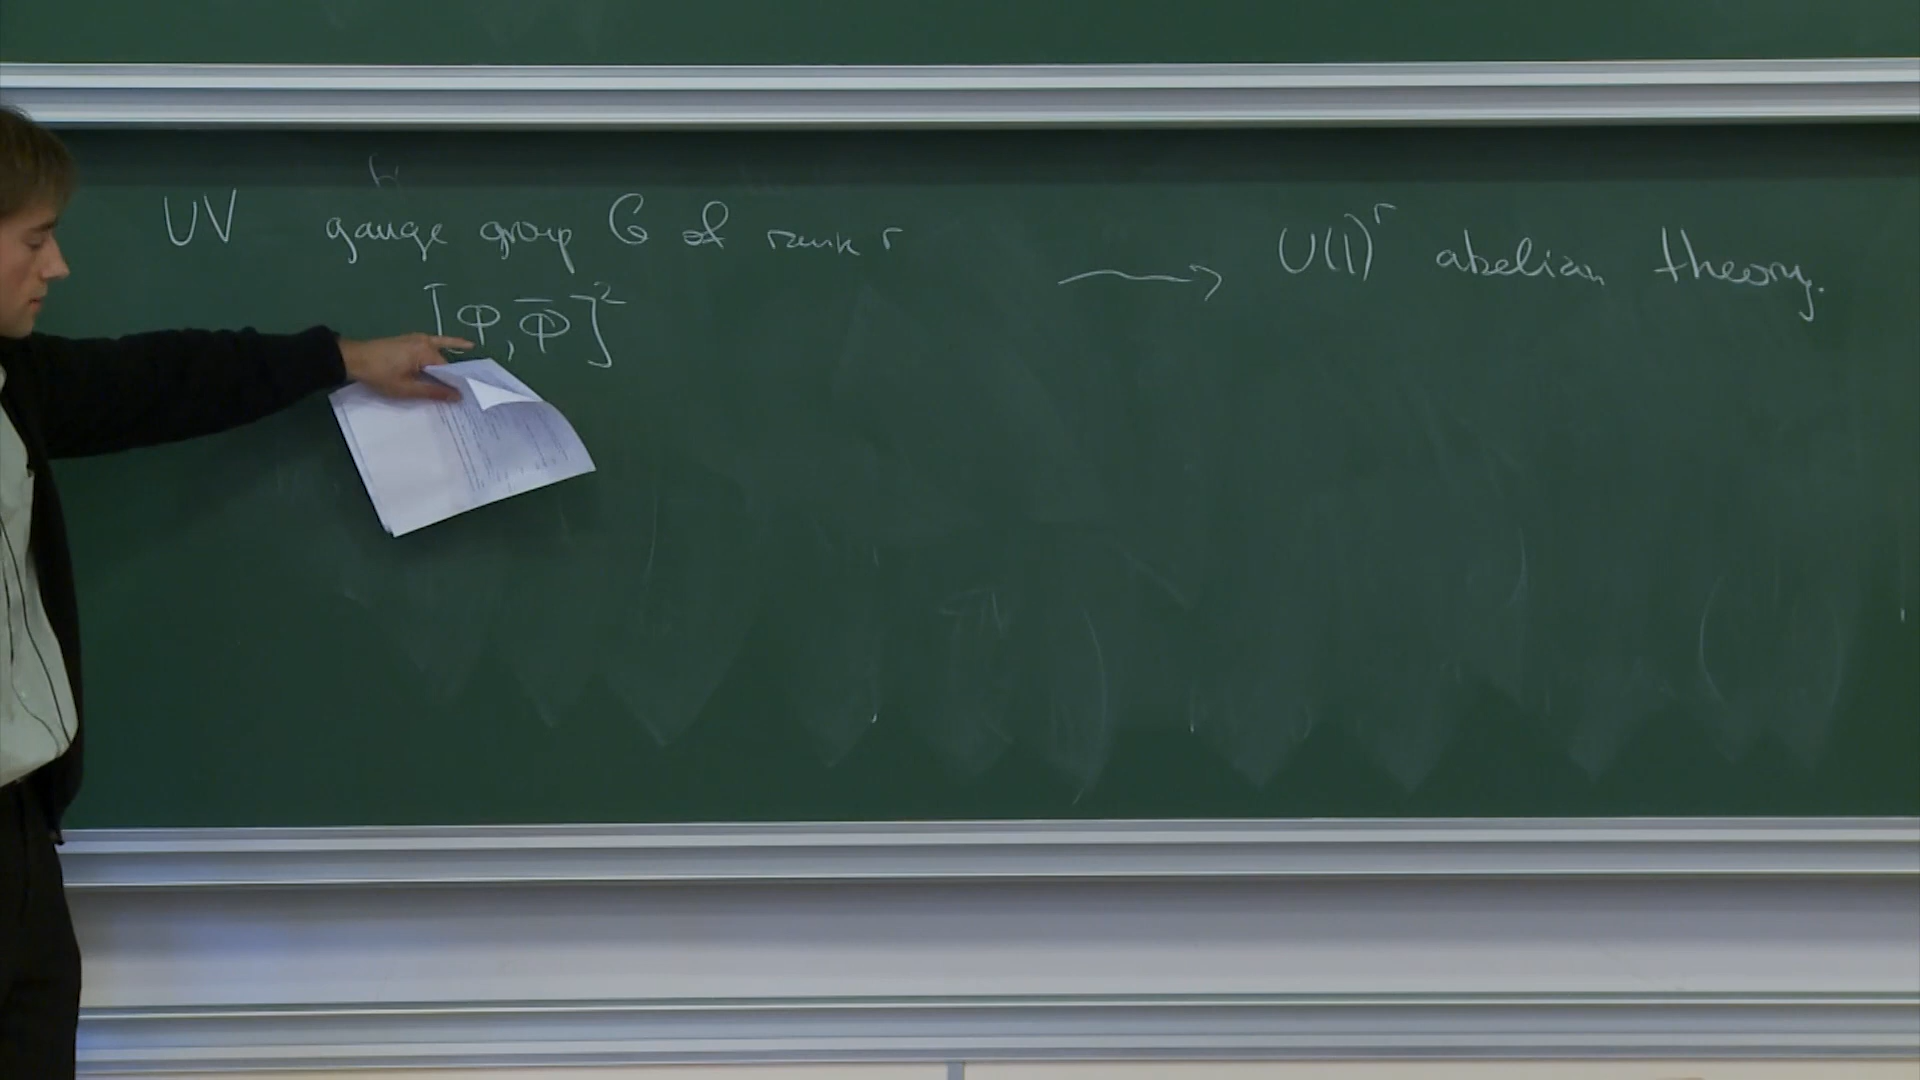 UV gauge group G of rank r ⟶ U(1)^r abelian theory.
[Φ, Φ̅]²